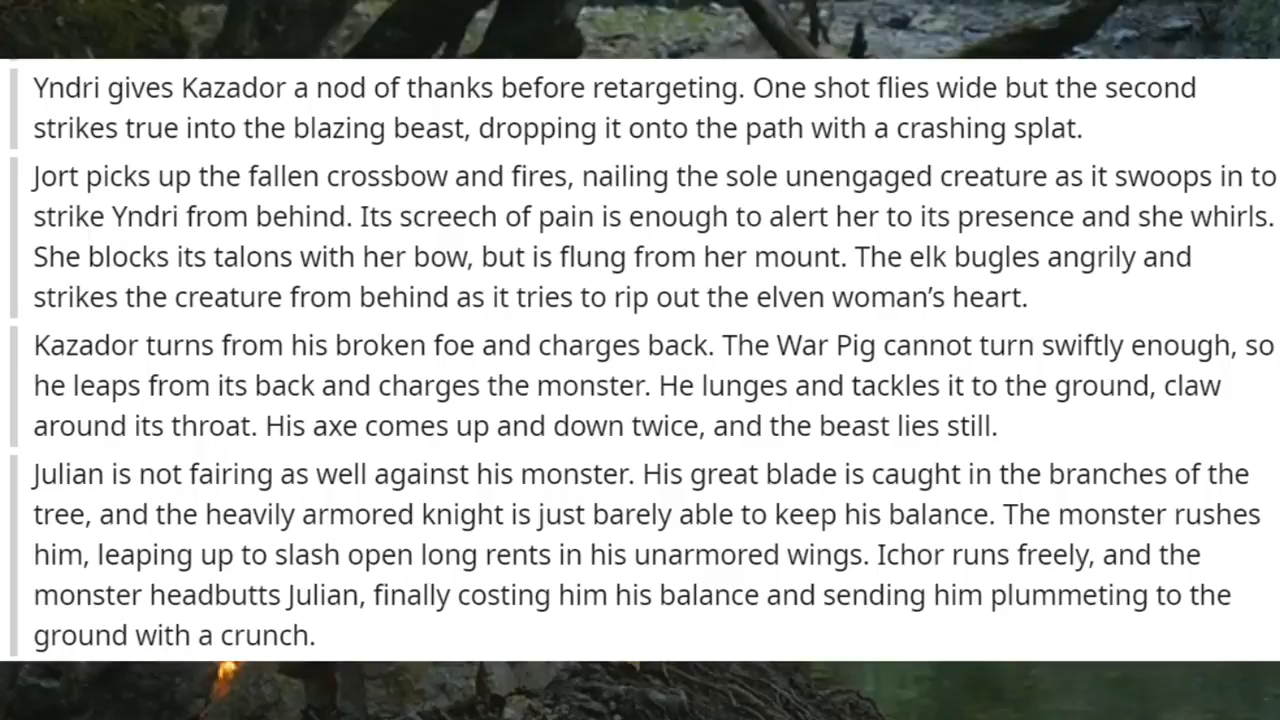 Yndri gives Kazador a nod of thanks before retargeting. One shot flies wide but the second
strikes true into the blazing beast, dropping it onto the path with a crashing splat.
Jort picks up the fallen crossbow and fires, nailing the sole unengaged creature as it swoops in to
strike Yndri from behind. Its screech of pain is enough to alert her to its presence and she whirls.
She blocks its talons with her bow, but is flung from her mount. The elk bugles angrily and
strikes the creature from behind as it tries to rip out the elven woman’s heart.
Kazador turns from his broken foe and charges back. The War Pig cannot turn swiftly enough, so
he leaps from its back and charges the monster. He lunges and tackles it to the ground, claw
around its throat. His axe comes up and down twice, and the beast lies still.
Julian is not fairing as well against his monster. His great blade is caught in the branches of the
tree, and the heavily armored knight is just barely able to keep his balance. The monster rushes
him, leaping up to slash open long rents in his unarmored wings. Ichor runs freely, and the
monster headbutts Julian, finally costing him his balance and sending him plummeting to the
ground with a crunch.